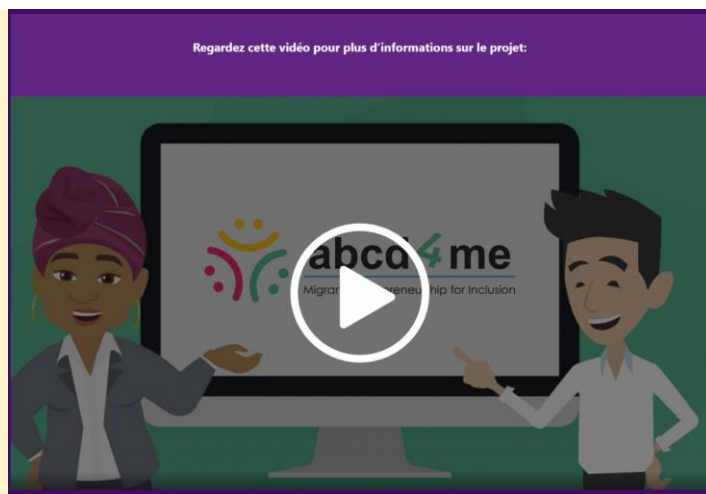 Regardez cette vidéo pour plus d'informations sur le projet:
abcd4me
for Inclusion